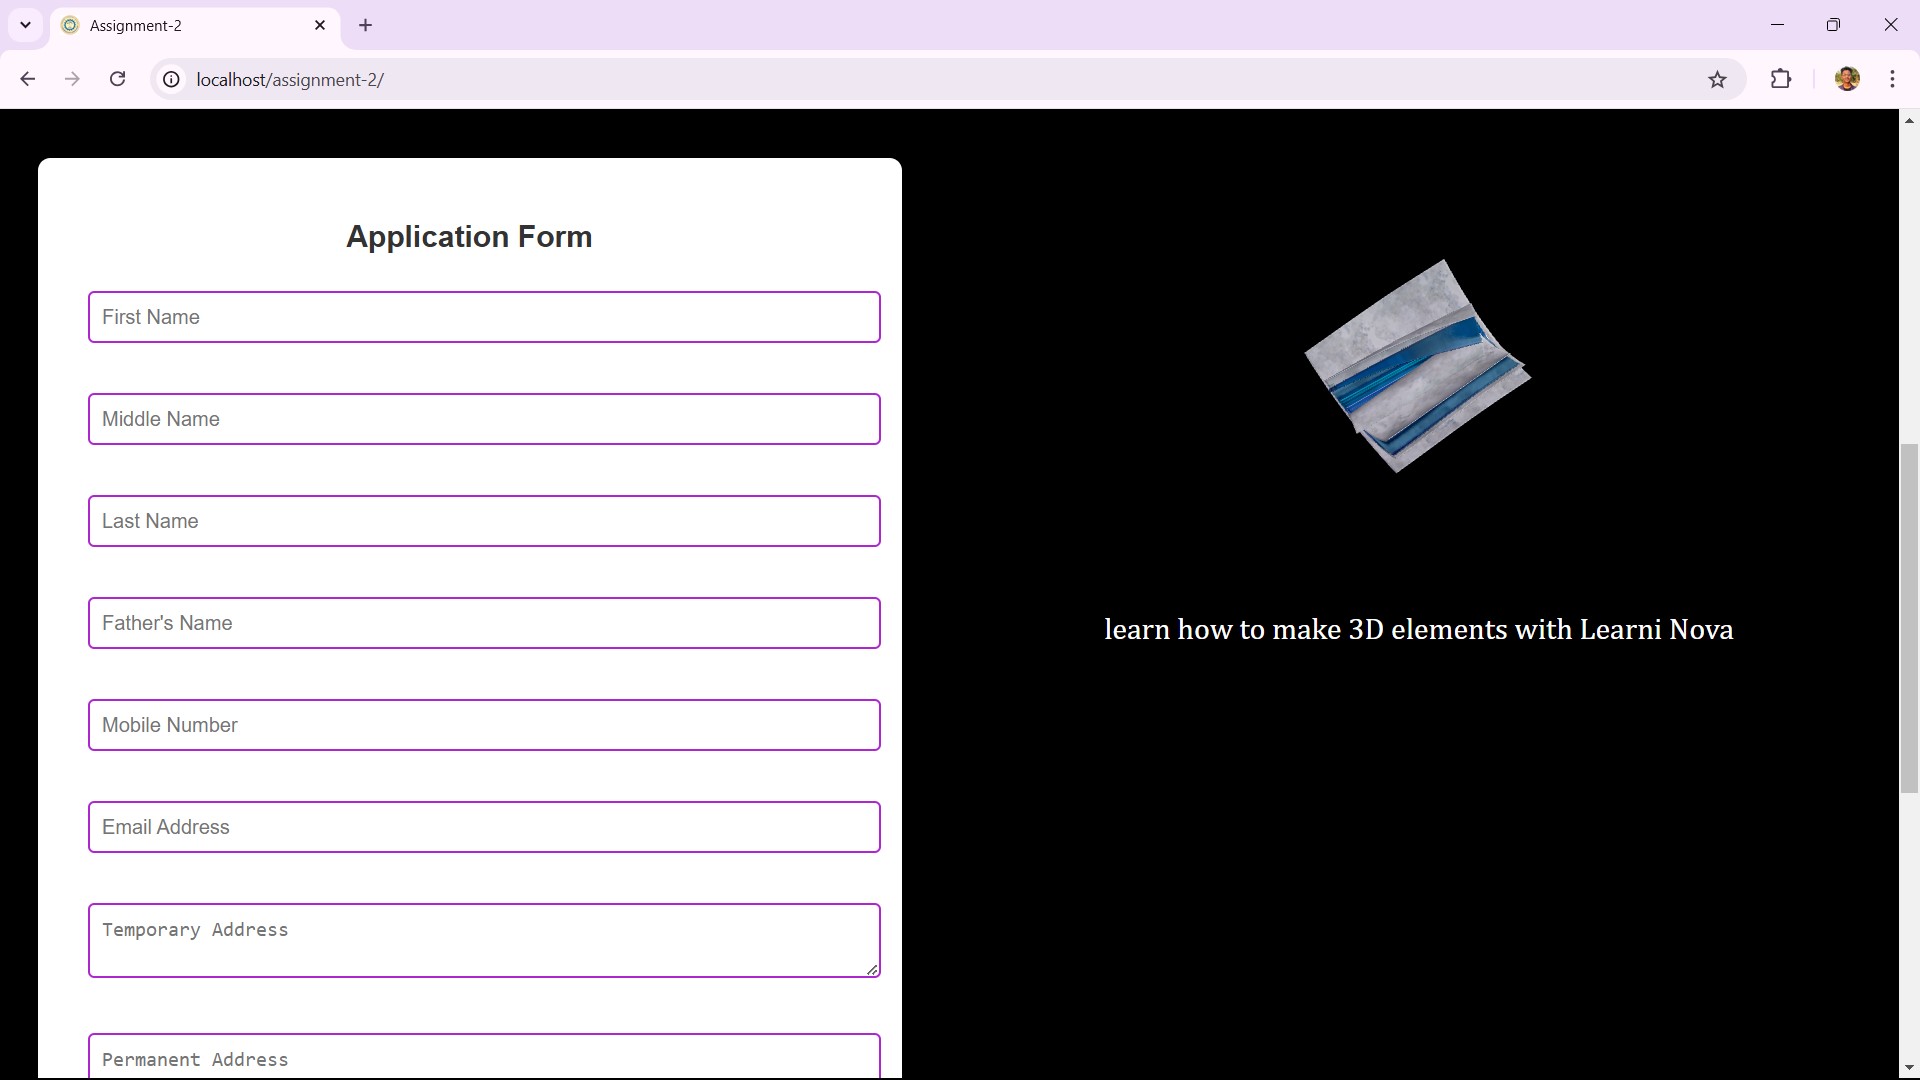 Assignment-2
localhost/assignment-2/
Application Form
First Name
Middle Name
Last Name
Father's Name
Mobile Number
Email Address
Temporary Address
Permanent Address
learn how to make 3D elements with Learni Nova